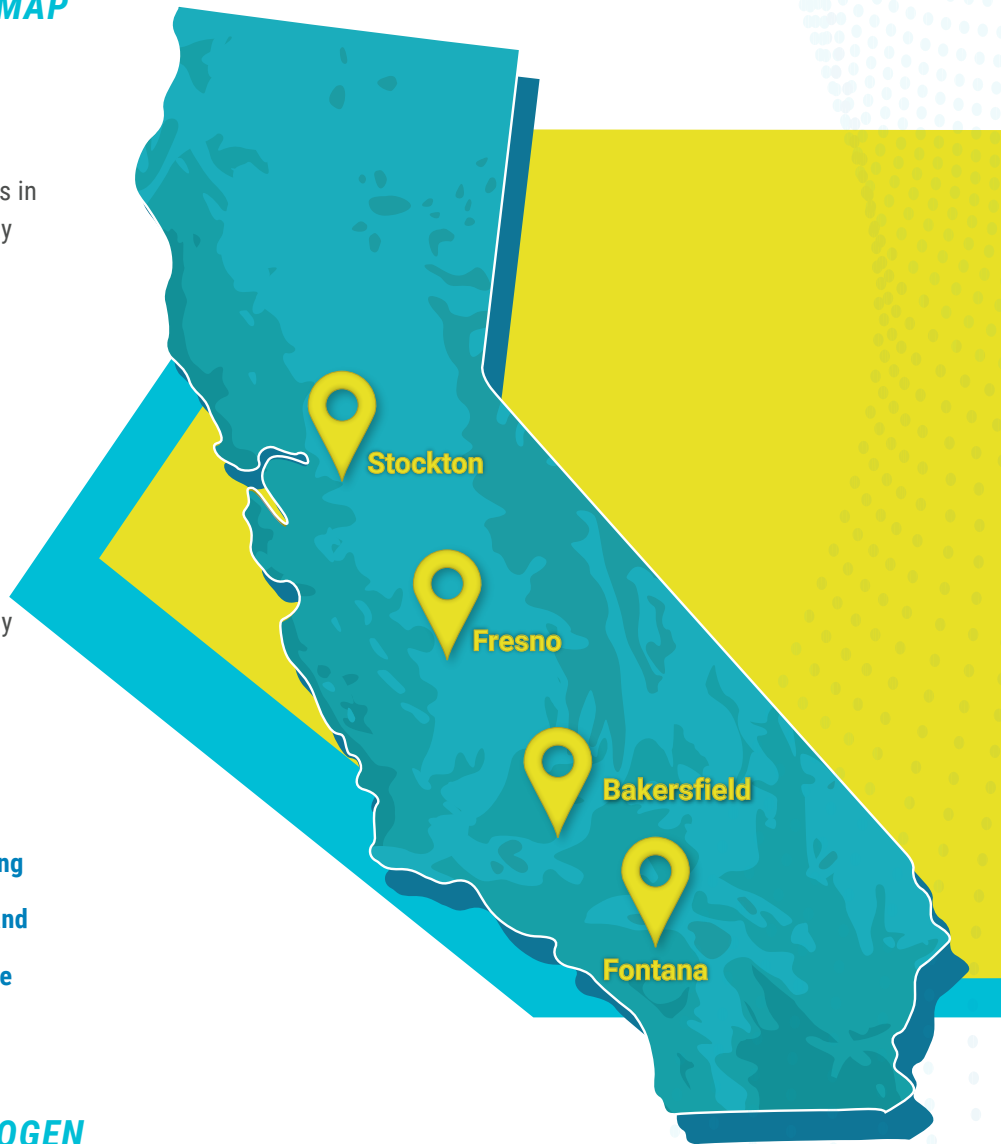 MAP
s in
y
Stockton
Fresno
y
Bakersfield
ng
nd
Fontana
e
OGEN